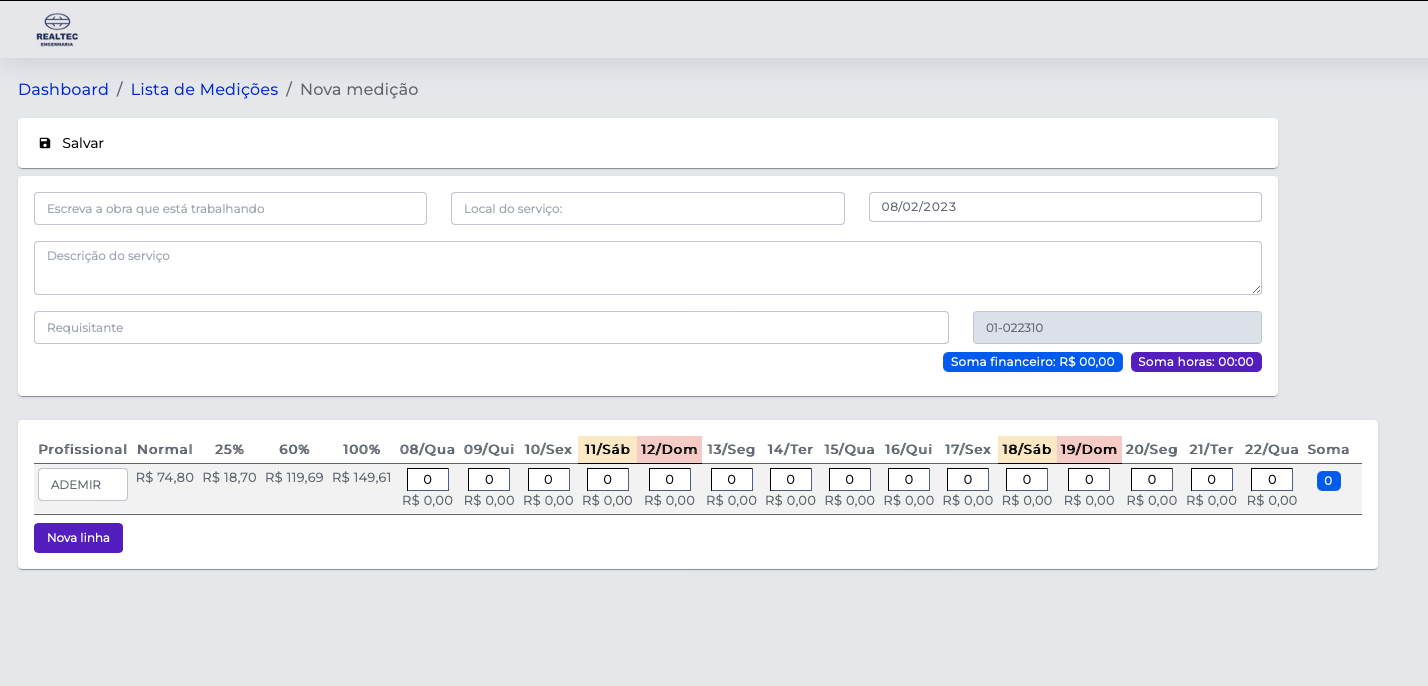 REALTEC
ENGENHARIA
Dashboard / Lista de Medições / Nova medição
Salvar
Escreva a obra que está trabalhando Local do serviço: 08/02/2023
Descrição do serviço
Requisitante 01-022310
Soma financeiro: R$ 00,00 Soma horas: 00:00
Profissional Normal 25% 60% 100% 08/Qua 09/Qui 10/Sex 11/Sáb 12/Dom 13/Seg 14/Ter 15/Qua 16/Qui 17/Sex 18/Sáb 19/Dom 20/Seg 21/Ter 22/Qua Soma
ADEMIR R$ 74,80 R$ 18,70 R$ 119,69 R$ 149,61 0 0 0 0 0 0 0 0 0 0 0 0 0 0 0 0
R$ 0,00 R$ 0,00 R$ 0,00 R$ 0,00 R$ 0,00 R$ 0,00 R$ 0,00 R$ 0,00 R$ 0,00 R$ 0,00 R$ 0,00 R$ 0,00 R$ 0,00 R$ 0,00 R$ 0,00
Nova linha